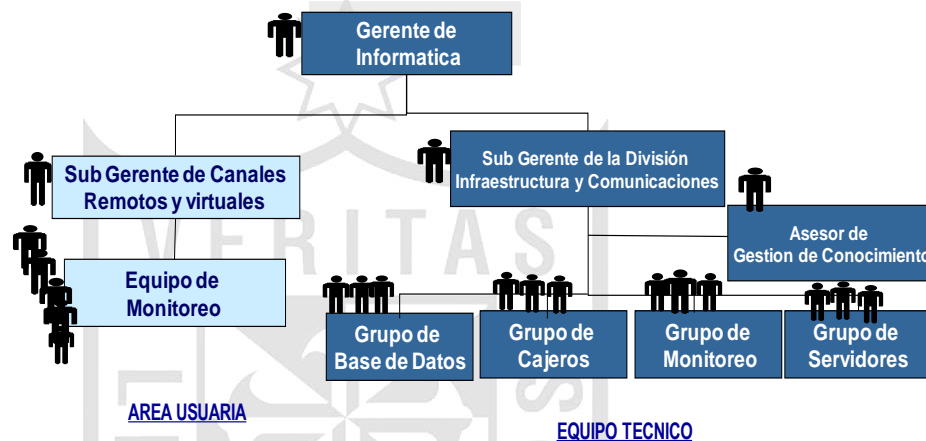 Gerente de
Informatica
Sub Gerente de Canales
Remotos y virtuales
Sub Gerente de la División
Infraestructura y Comunicaciones
Asesor de
Gestion de Conocimiento
Equipo de
Monitoreo
Grupo de
Base de Datos
Grupo de
Cajeros
Grupo de
Monitoreo
Grupo de
Servidores
AREA USUARIA
EQUIPO TECNICO
VERITAS